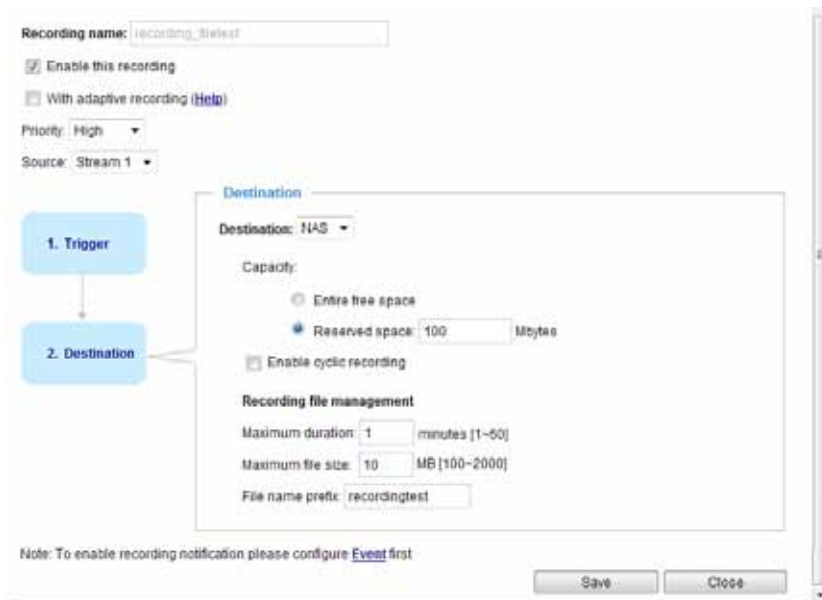 Recording name: recording_filetest
Enable this recording
With adaptive recording (Help)
Priority: High
Source: Stream 1
1. Trigger
2. Destination
Destination
Destination: NAS
Capacity:
Entire free space
Reserved space: 100 Mbytes
Enable cyclic recording
Recording file management
Maximum duration: 1 minutes [1~60]
Maximum file size: 10 MB [100~2000]
File name prefix: recordingtest
Note: To enable recording notification please configure Event first
Save Close